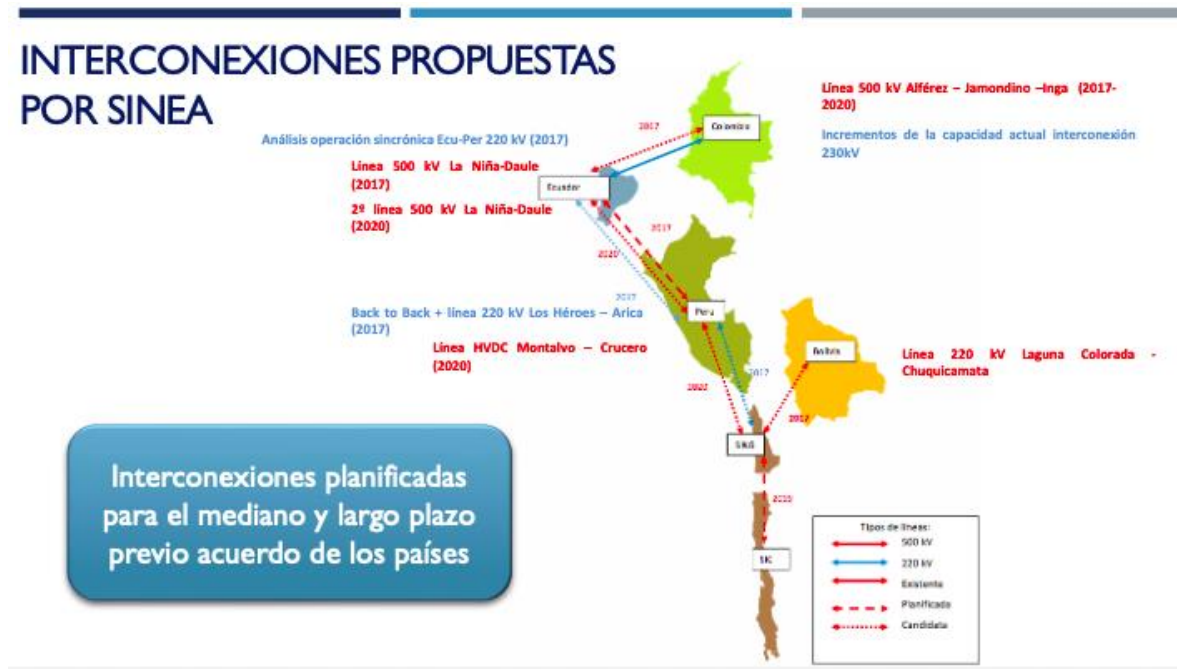 INTERCONEXIONES PROPUESTAS
POR SINEA
Línea 500 kV Alférez – Jamondino –Inga (2017-
2020)
Incrementos de la capacidad actual interconexión
230kV
Análisis operación sincrónica Ecu-Per 220 kV (2017)
Línea 500 kV La Niña-Daule
(2017)
2º línea 500 kV La Niña-Daule
(2020)
2017
Colombia
Ecuador
2017
2020
2017
Back to Back + línea 220 kV Los Héroes – Arica
(2017)
Línea HVDC Montalvo – Crucero
(2020)
Peru
Bolivia
Línea 220 kV Laguna Colorada -
Chuquicamata
2017
2017
SING
SIC
Interconexiones planificadas
para el mediano y largo plazo
previo acuerdo de los países
Tipos de líneas:
500 kV
220 kV
Existente
Planificada
Candidata